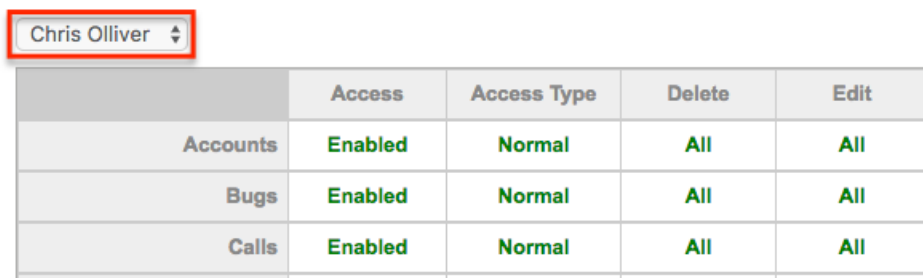 Chris Olliver
Access Access Type Delete Edit
Accounts Enabled Normal All All
Bugs Enabled Normal All All
Calls Enabled Normal All All